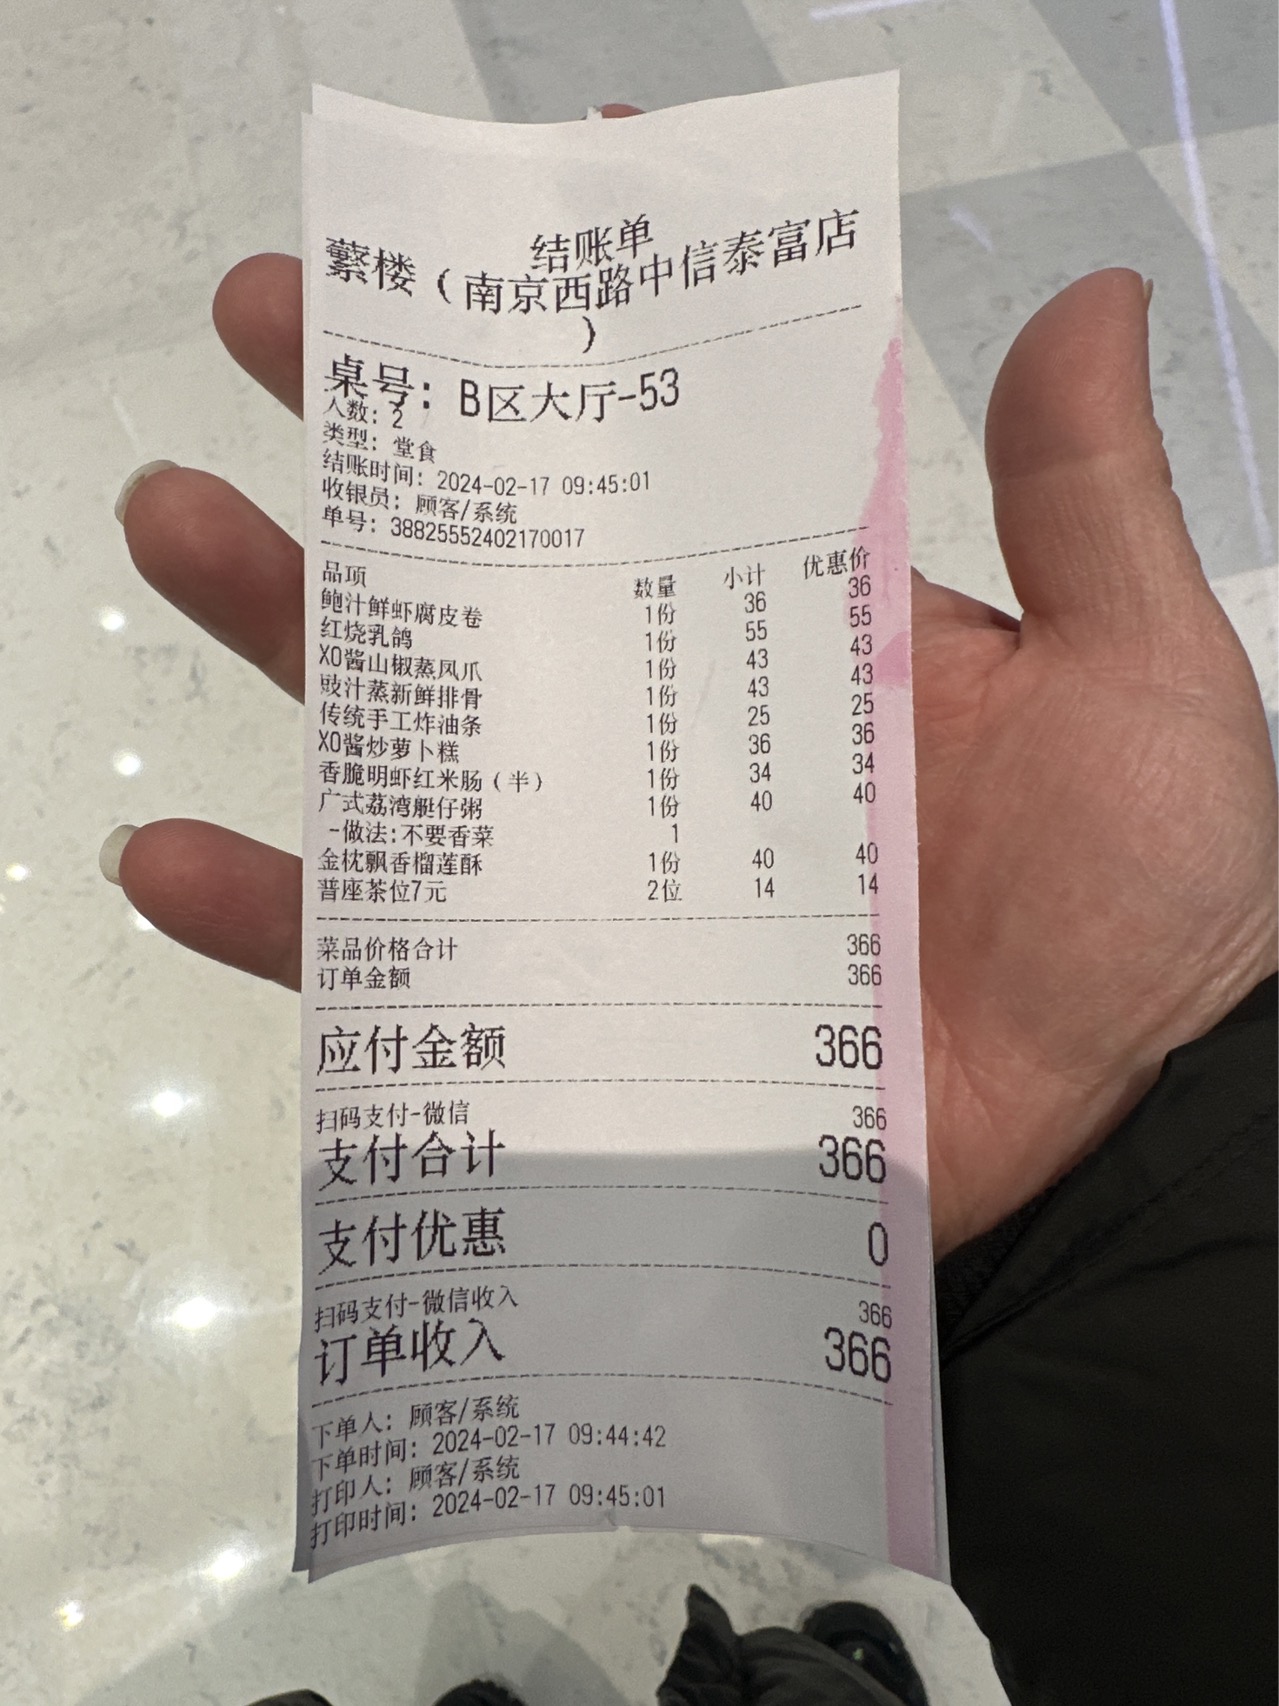 结账单
蘩楼（南京西路中信泰富店
）
桌号：B区大厅-53
人数：2
类型：堂食
结账时间：2024-02-17 09:45:01
收银员：顾客/系统
单号：38825552402170017
品项 数量 小计 优惠价
鲍汁鲜虾腐皮卷 1份 36 36
红烧乳鸽 1份 55 55
XO酱山椒蒸凤爪 1份 43 43
豉汁蒸新鲜排骨 1份 43 43
传统手工炸油条 1份 25 25
XO酱炒萝卜糕 1份 36 36
香脆明虾红米肠（半） 1份 34 34
广式荔湾艇仔粥 1份 40 40
-做法:不要香菜 1
金枕飘香榴莲酥 1份 40 40
普座茶位7元 2位 14 14
菜品价格合计 366
订单金额 366
应付金额 366
扫码支付-微信 366
支付合计 366
支付优惠 0
扫码支付-微信收入 366
订单收入 366
下单人：顾客/系统
下单时间：2024-02-17 09:44:42
打印人：顾客/系统
打印时间：2024-02-17 09:45:01